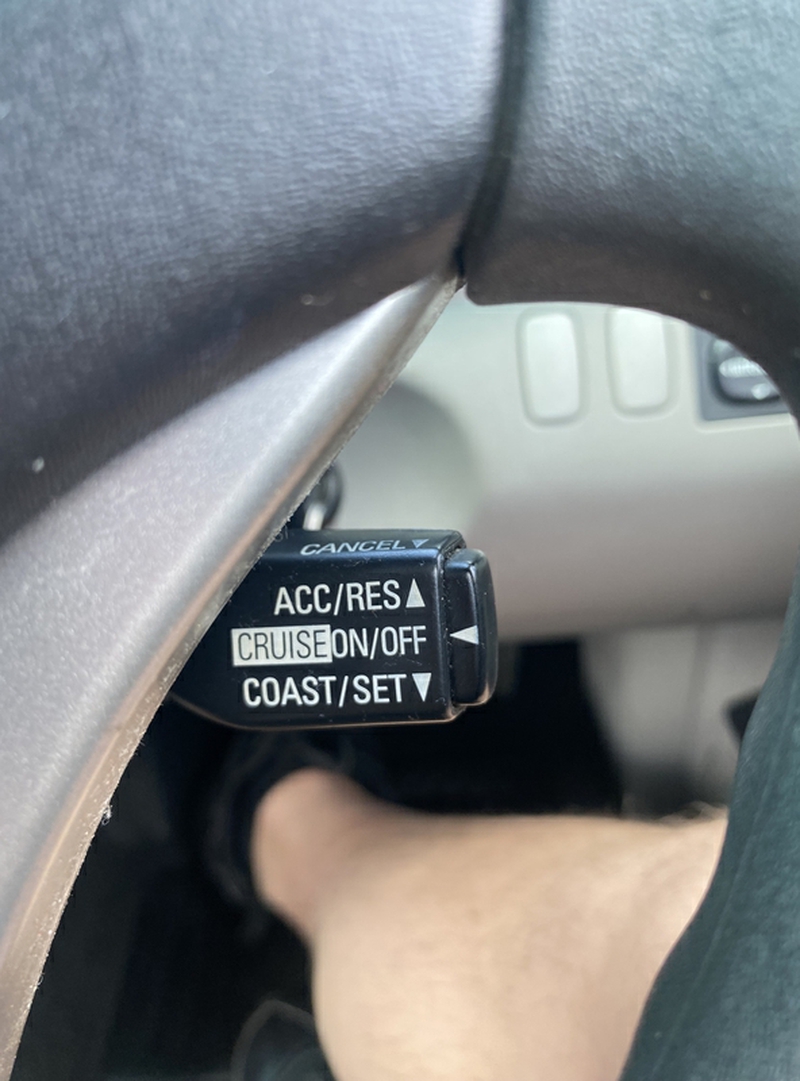 CANCEL▼
ACC/RES▲
CRUISE ON/OFF ◀
COAST/SET▼